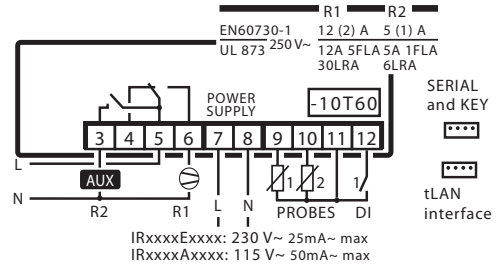 R1 R2
EN60730-1 12 (2) A 5 (1) A
UL 873 250 V~ 12A 5FLA 5A 1FLA
30LRA 6LRA
POWER
SUPPLY
-10T60
SERIAL
and KEY
3 4 5 6 7 8 9 10 11 12
L
AUX
1 2 1
N
R2 R1 L N PROBES DI
tLAN
interface
IRxxxxExxxx: 230 V~ 25mA~ max
IRxxxxAxxxx: 115 V~ 50mA~ max